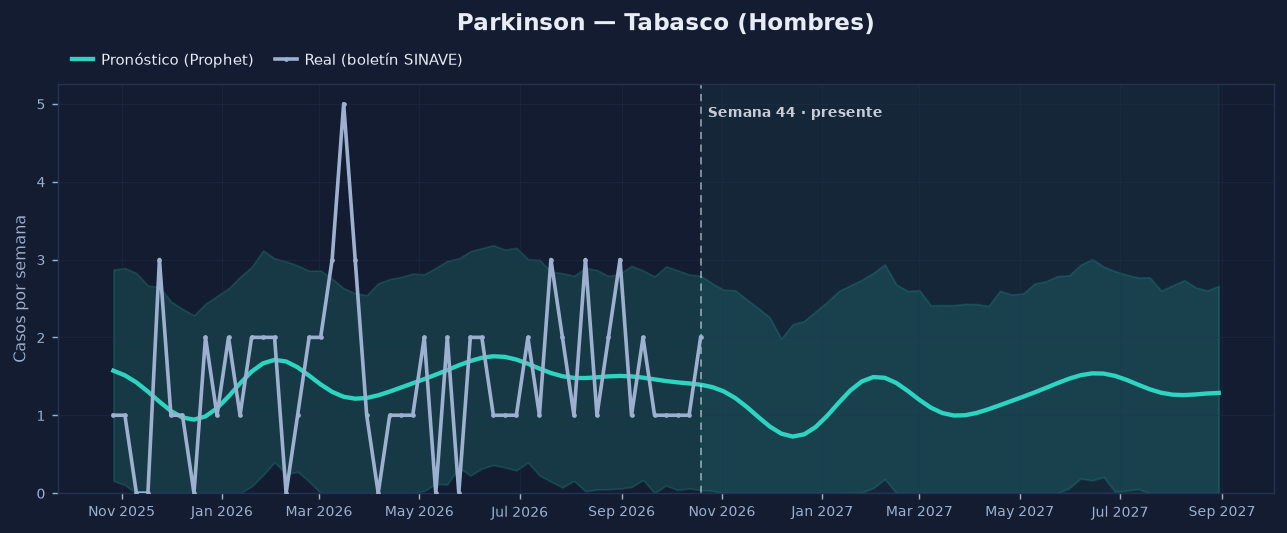 Parkinson — Tabasco (Hombres)
Pronóstico (Prophet)
Real (boletín SINAVE)
Semana 44 · presente
Casos por semana
5
4
3
2
1
0
Nov 2025
Jan 2026
Mar 2026
May 2026
Jul 2026
Sep 2026
Nov 2026
Jan 2027
Mar 2027
May 2027
Jul 2027
Sep 2027